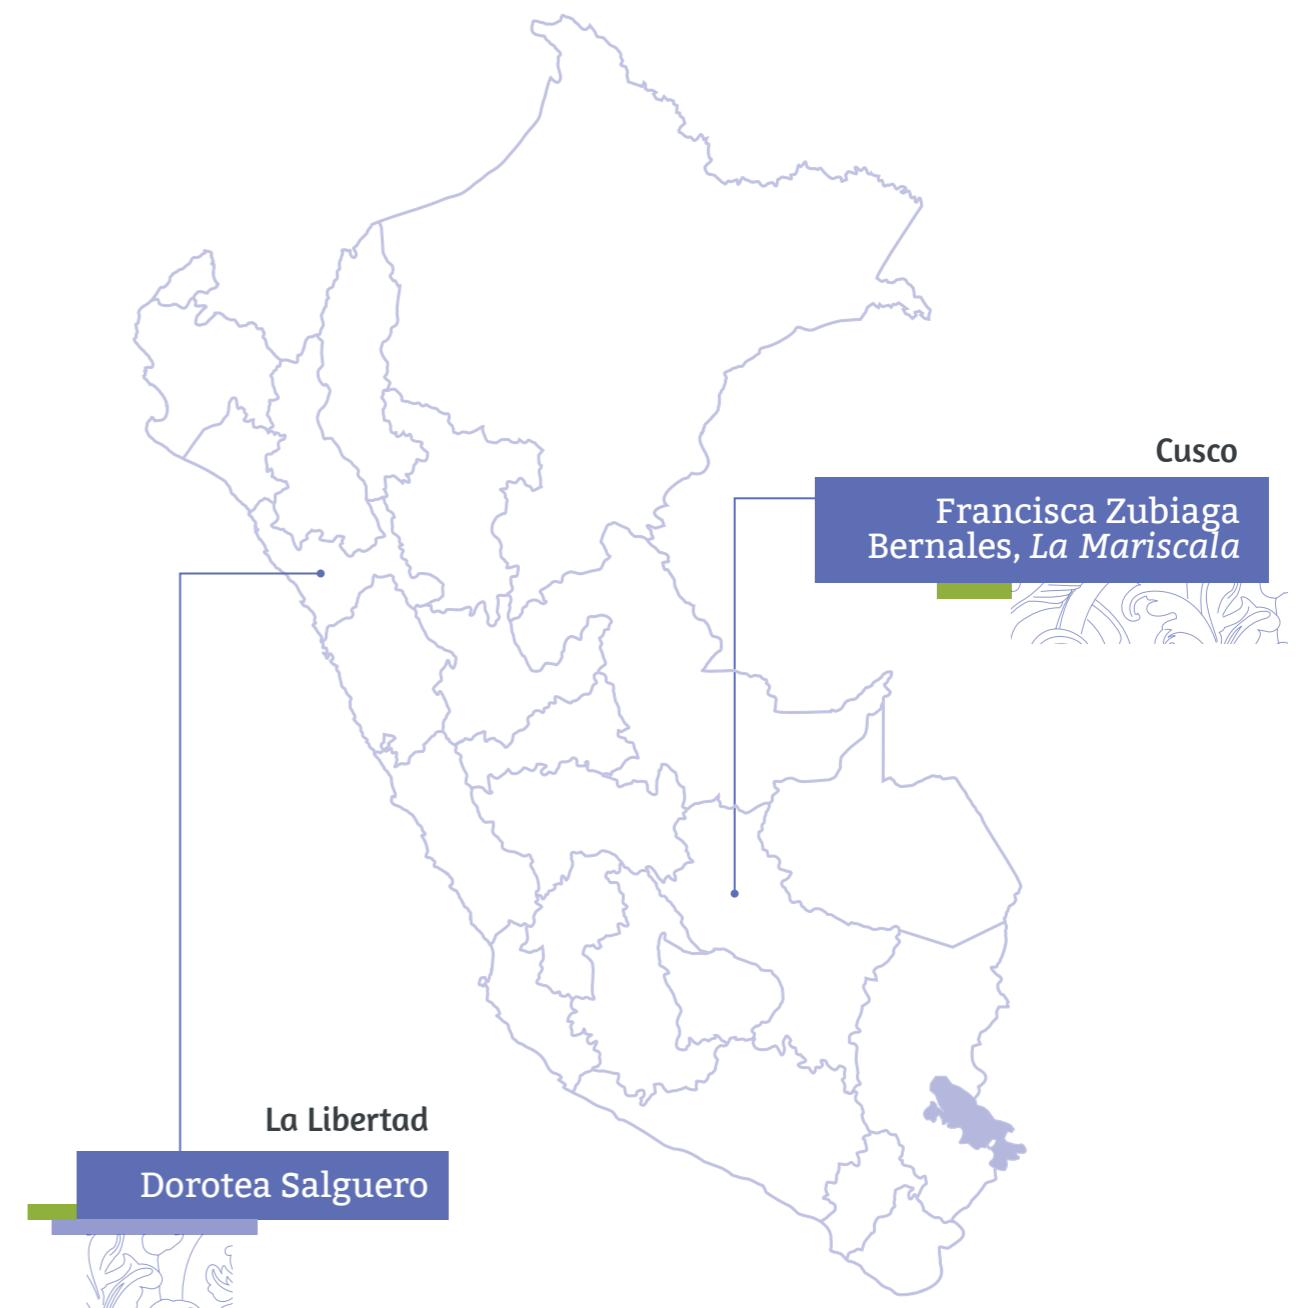 Cusco
Francisca Zubiaga
Bernales, La Mariscala
La Libertad
Dorotea Salguero